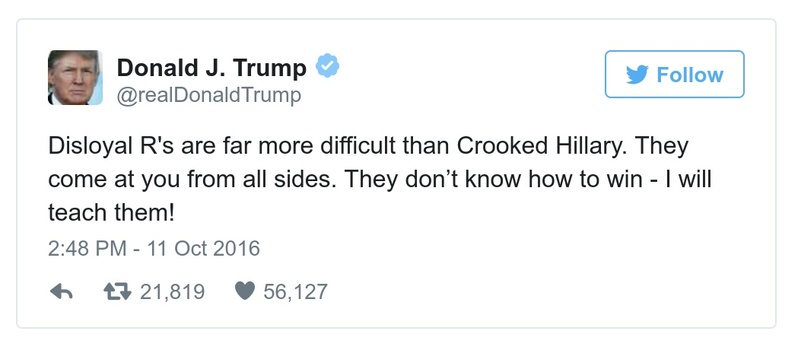 Donald J. Trump
@realDonaldTrump
Follow
Disloyal R's are far more difficult than Crooked Hillary. They
come at you from all sides. They don’t know how to win - I will
teach them!
2:48 PM - 11 Oct 2016
21,819 56,127